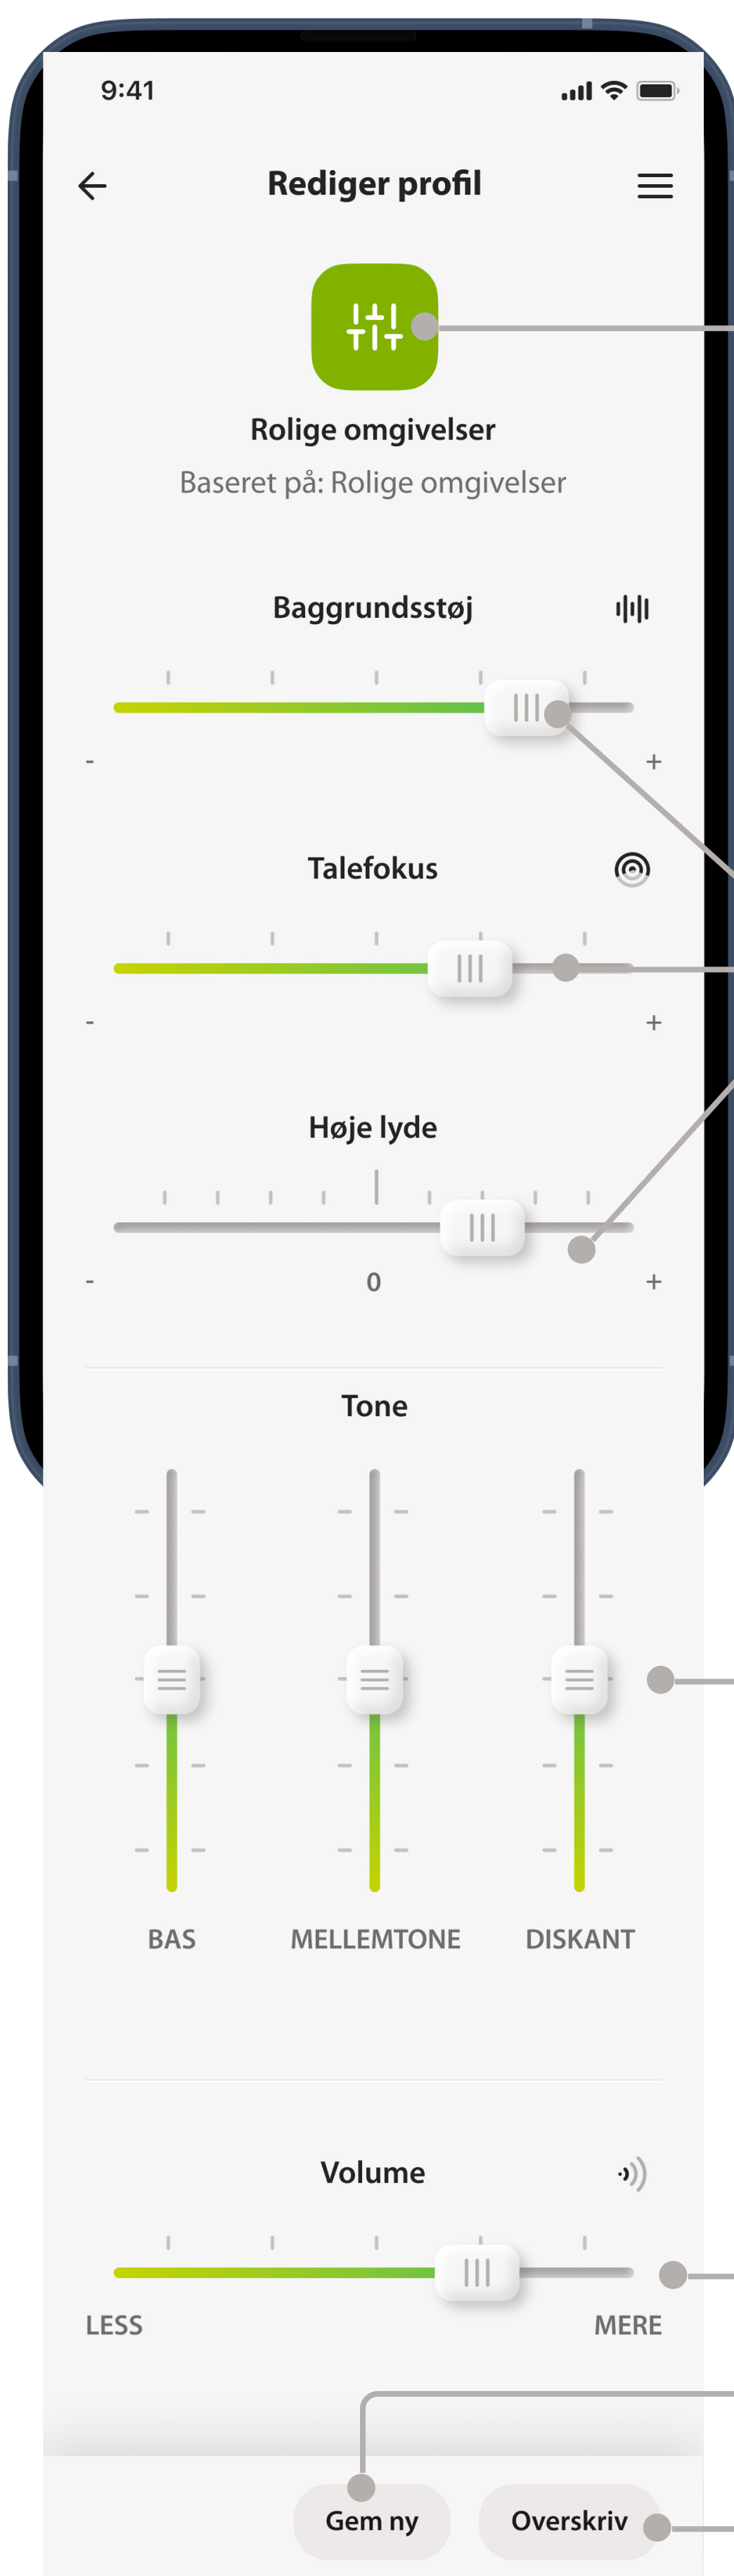 9:41
Rediger profil
Rolige omgivelser
Baseret på: Rolige omgivelser
Baggrundsstøj
- +
Talefokus
- +
Høje lyde
- 0 +
Tone
BAS MELLEMTONE DISKANT
Volume
LESS MERE
Gem ny Overskriv